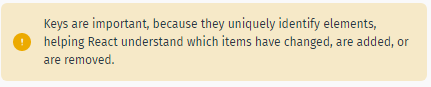 Keys are important, because they uniquely identify elements,
helping React understand which items have changed, are added, or
are removed.